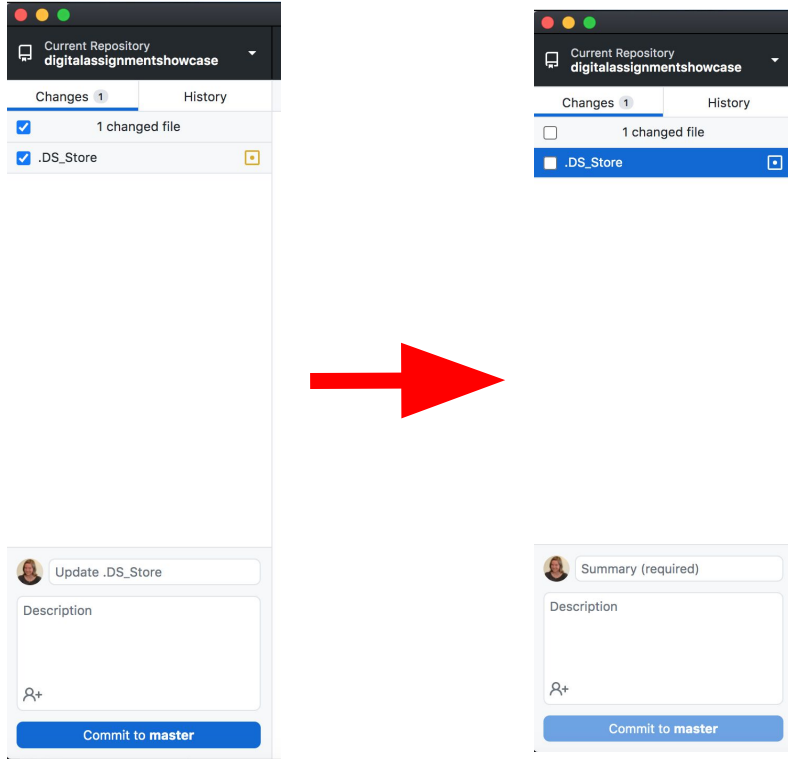 Current Repository
digitalassignmentshowcase
Changes 1 History
1 changed file
.DS_Store
Update .DS_Store
Description
Commit to master
Current Repository
digitalassignmentshowcase
Changes 1 History
1 changed file
.DS_Store
Summary (required)
Description
Commit to master